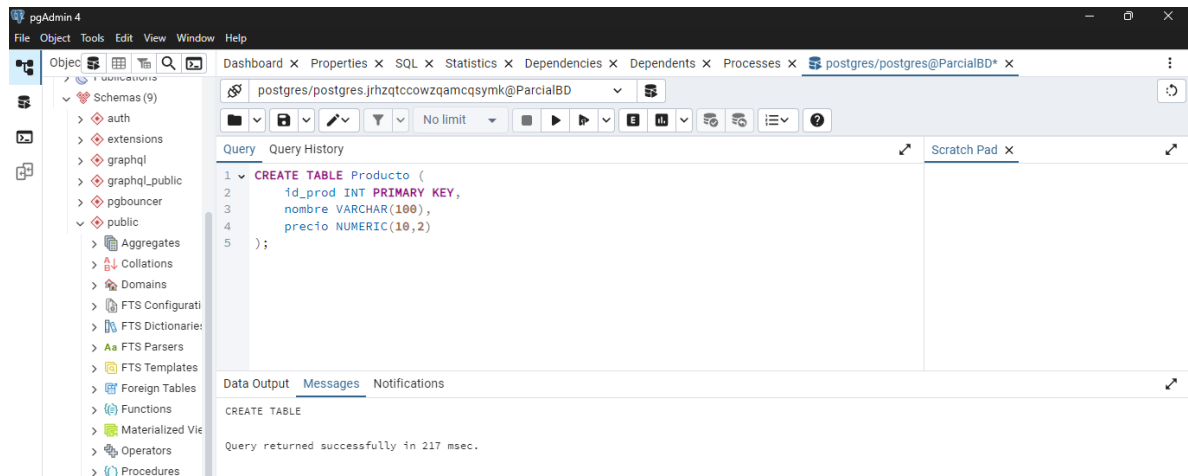 pgAdmin 4
File Object Tools Edit View Window Help
Objec
Dashboard Properties SQL Statistics Dependencies Dependents Processes postgres/postgres@ParcialBD*
Publications
Schemas (9)
auth
extensions
graphql
graphql_public
pgbouncer
public
Aggregates
Collations
Domains
FTS Configurati
FTS Dictionaries
Aa FTS Parsers
FTS Templates
Foreign Tables
Functions
Materialized Vie
Operators
Procedures
postgres/postgres.jrhzqtccowzqamcqsymk@ParcialBD
No limit
E
Query Query History
Scratch Pad
1 CREATE TABLE Producto (
2 id_prod INT PRIMARY KEY,
3 nombre VARCHAR(100),
4 precio NUMERIC(10,2)
5 );
Data Output Messages Notifications
CREATE TABLE
Query returned successfully in 217 msec.